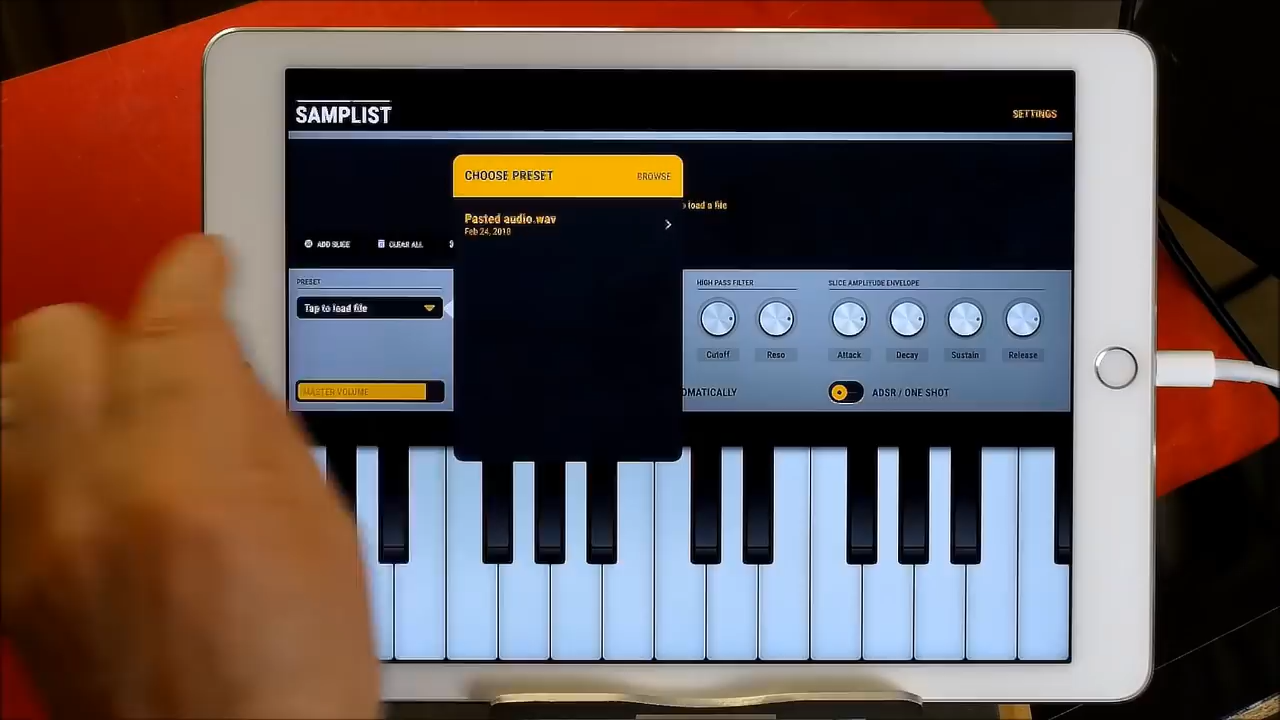 SAMPLIST
SETTINGS
CHOOSE PRESET
BROWSE
Pasted audio.wav
Feb 24, 2018
load a file
ADD SLICE
CLEAR ALL
PRESET
Tap to load file
MASTER VOLUME
HIGH PASS FILTER
SLICE AMPLITUDE ENVELOPE
Cutoff
Reso
Attack
Decay
Sustain
Release
OMATICALLY
ADSR / ONE SHOT